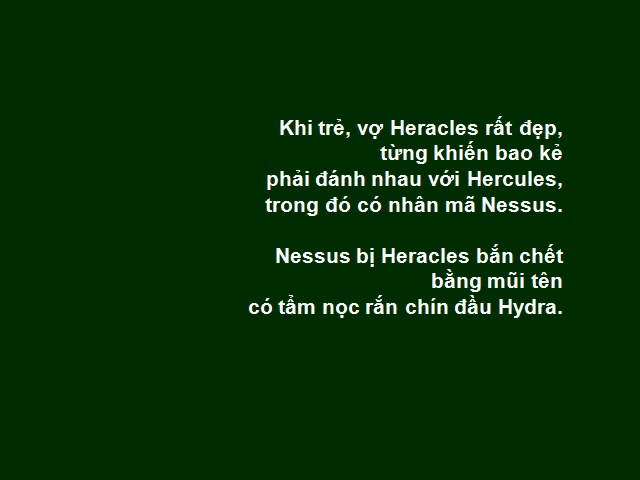 Khi trẻ, vợ Heracles rất đẹp,
từng khiến bao kẻ
phải đánh nhau với Hercules,
trong đó có nhân mã Nessus.
Nessus bị Heracles bắn chết
bằng mũi tên
có tẩm nọc rắn chín đầu Hydra.